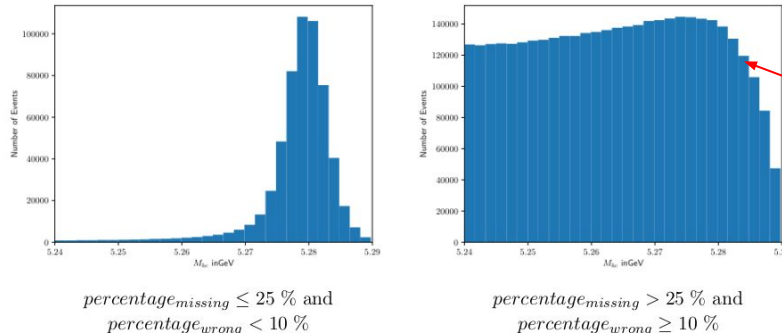 100000
80000
60000
40000
20000
0
Number of Events
5.24 5.25 5.26 5.27 5.28 5.29
M_bc inGeV
percentage_missing ≤ 25 % and
percentage_wrong < 10 %
140000
120000
100000
80000
60000
40000
20000
0
Number of Events
5.24 5.25 5.26 5.27 5.28
M_bc inGeV
percentage_missing > 25 % and
percentage_wrong ≥ 10 %